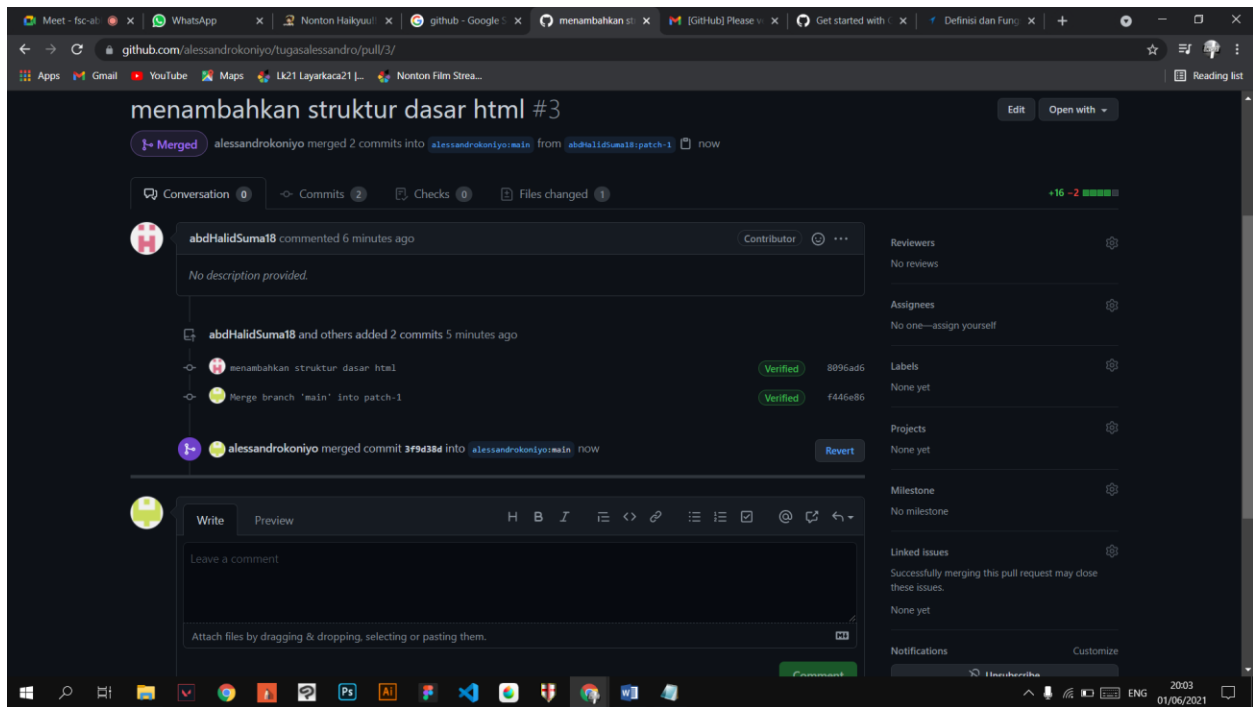 Meet - fsc-ab
WhatsApp
Nonton Haikyuu!
github - Google S
menambahkan st
[GitHub] Please v
Get started with
Definisi dan Fung
github.com/alessandrokoniyo/tugasalessandro/pull/3/
Apps
Gmail
YouTube
Maps
Lk21 Layarkaca21 |...
Nonton Film Strea...
Reading list
menambahkan struktur dasar html #3
Edit
Open with
Merged
alessandrokoniyo merged 2 commits into alessandrokoniyo:main from abdHalidSuma18:patch-1 now
Conversation 0
Commits 2
Checks 0
Files changed 1
+16 −2
abdHalidSuma18 commented 6 minutes ago
Contributor
No description provided.
abdHalidSuma18 and others added 2 commits 5 minutes ago
menambahkan struktur dasar html
Verified
8096ad6
Merge branch 'main' into patch-1
Verified
f446e86
alessandrokoniyo merged commit 3f9d38d into alessandrokoniyo:main now
Revert
Write
Preview
H B I
Leave a comment
Attach files by dragging & dropping, selecting or pasting them.
Comment
Reviewers
No reviews
Assignees
No one—assign yourself
Labels
None yet
Projects
None yet
Milestone
No milestone
Linked issues
Successfully merging this pull request may close
these issues.
None yet
Notifications
Customize
Unsubscribe
Ps
Ai
ENG
20:03
01/06/2021